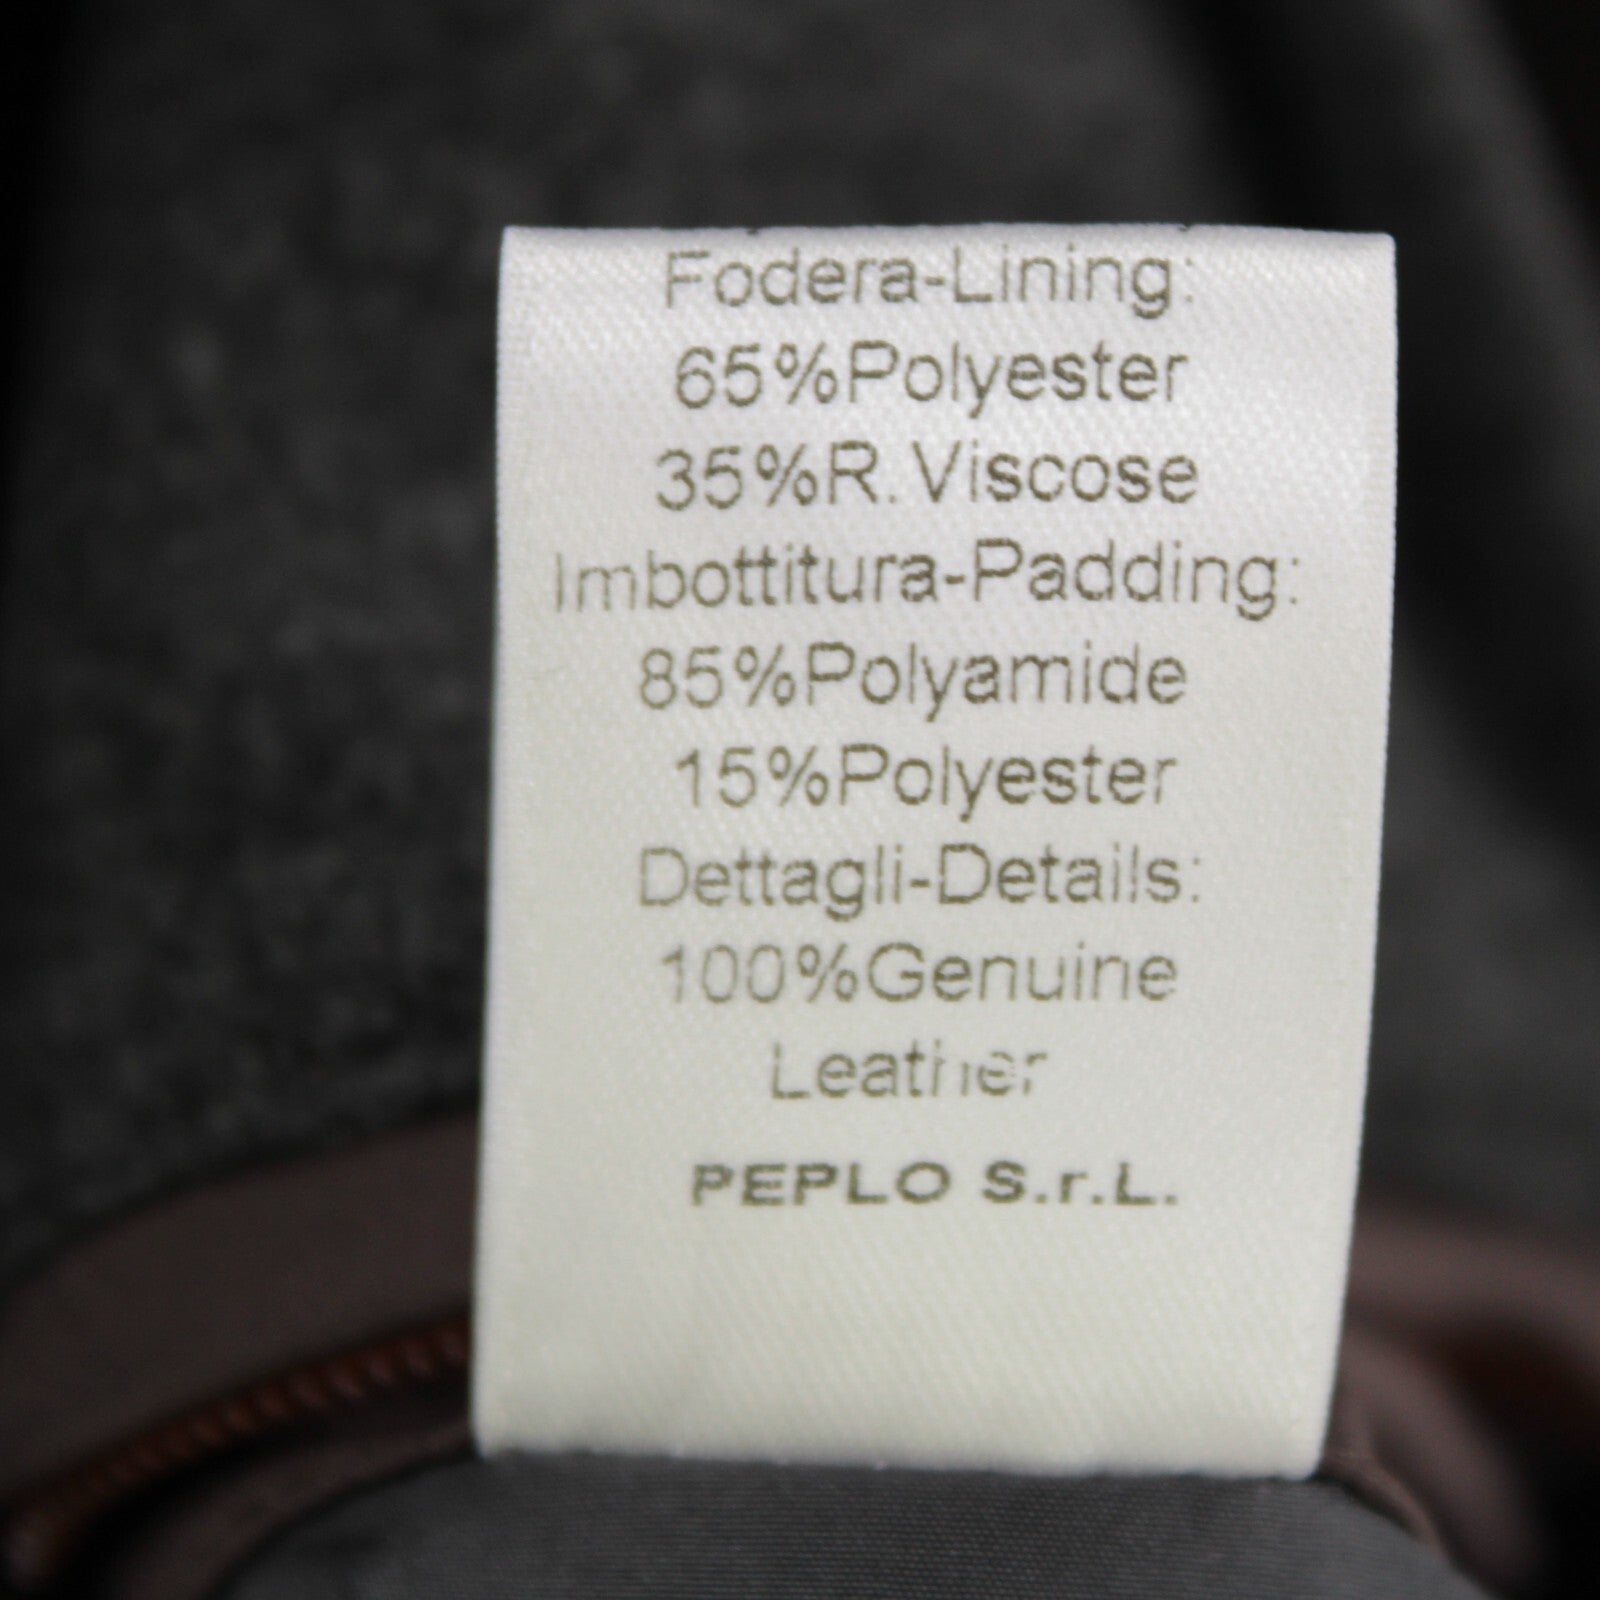 Fodera-Lining:
65%Polyester
35%R.Viscose
Imbottitura-Padding:
85%Polyamide
15%Polyester
Dettagli-Details:
100%Genuine
Leather
PEPLO S.r.L.